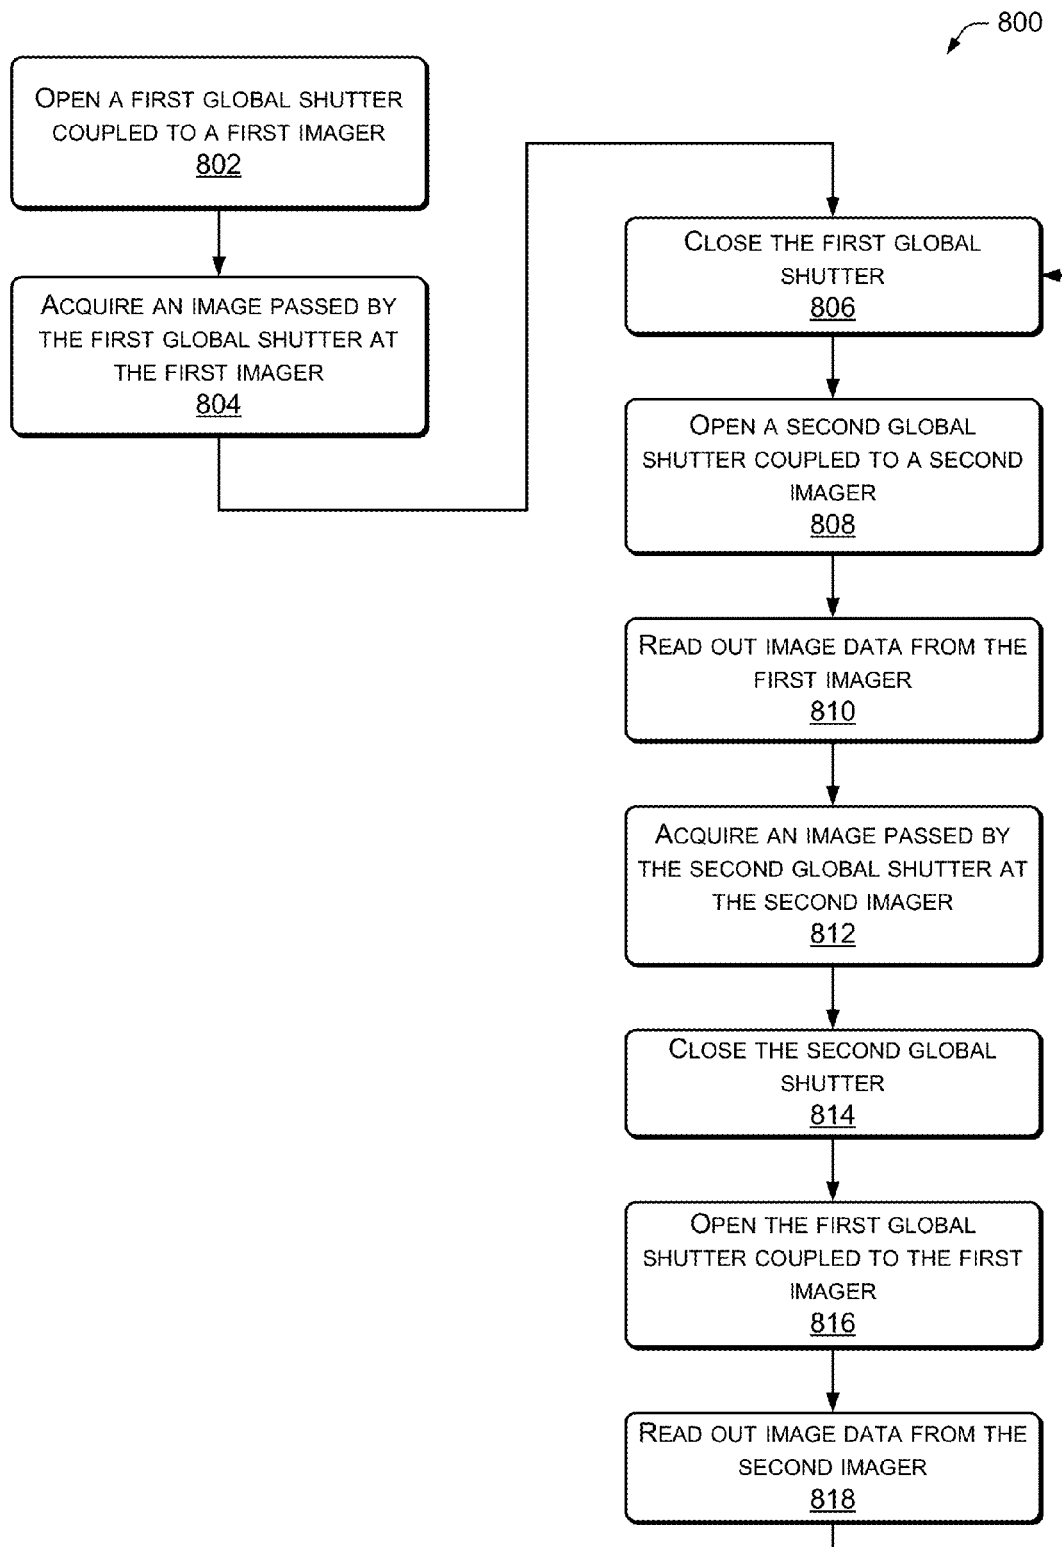 800
OPEN A FIRST GLOBAL SHUTTER
COUPLED TO A FIRST IMAGER
802
ACQUIRE AN IMAGE PASSED BY
THE FIRST GLOBAL SHUTTER AT
THE FIRST IMAGER
804
CLOSE THE FIRST GLOBAL
SHUTTER
806
OPEN A SECOND GLOBAL
SHUTTER COUPLED TO A SECOND
IMAGER
808
READ OUT IMAGE DATA FROM THE
FIRST IMAGER
810
ACQUIRE AN IMAGE PASSED BY
THE SECOND GLOBAL SHUTTER AT
THE SECOND IMAGER
812
CLOSE THE SECOND GLOBAL
SHUTTER
814
OPEN THE FIRST GLOBAL
SHUTTER COUPLED TO THE FIRST
IMAGER
816
READ OUT IMAGE DATA FROM THE
SECOND IMAGER
818